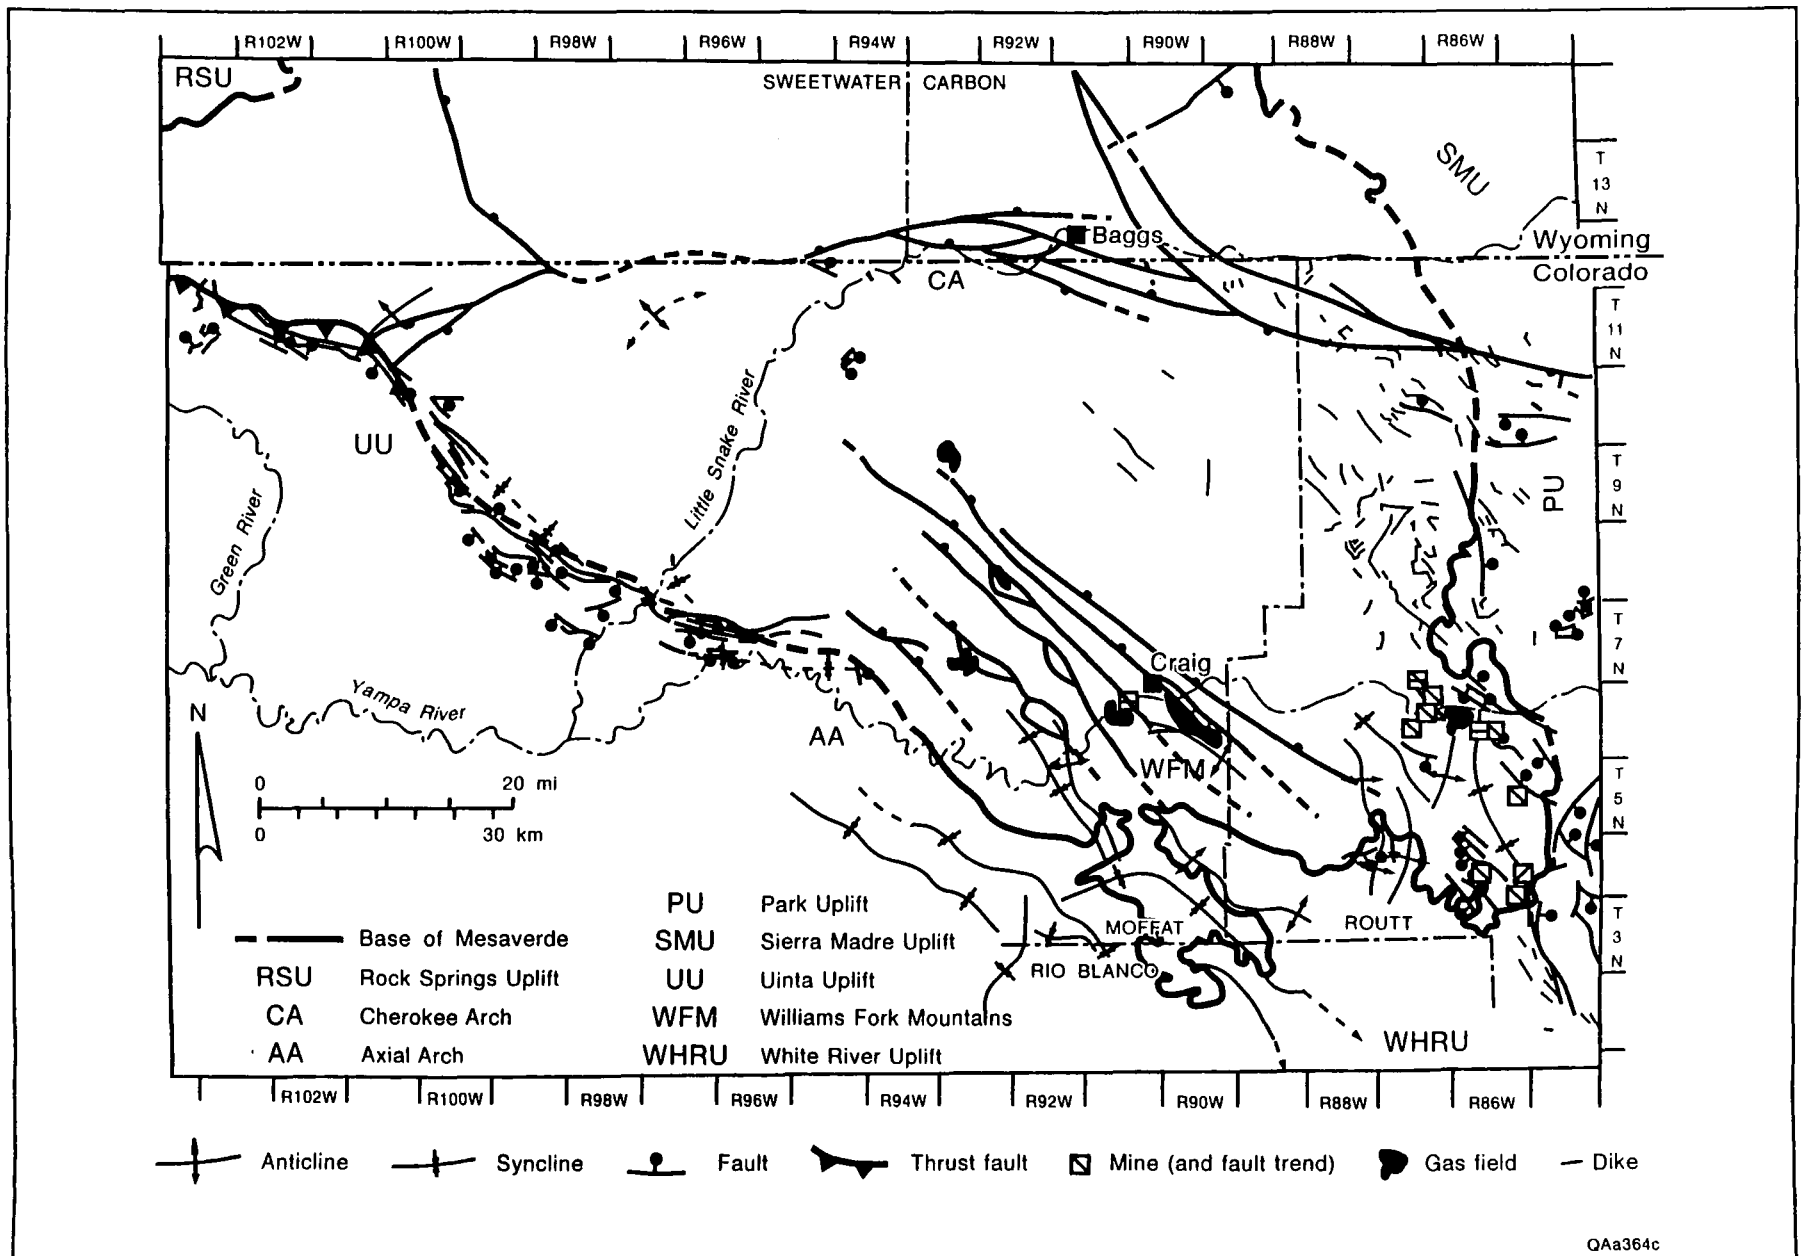 R102W R100W R98W R96W R94W R92W R90W R88W R86W
RSU
SWEETWATER CARBON
SMU
T
13
N
Baggs
Wyoming
Colorado
CA
T
11
N
UU
Little Snake River
Green River
PU
T
9
N
T
7
N
Craig
Yampa River
N
AA
WFM
0 20 mi
0 30 km
T
5
N
MOFFAT
ROUTT
T
3
N
RIO BLANCO
WHRU
PU Park Uplift
Base of Mesaverde
SMU Sierra Madre Uplift
RSU Rock Springs Uplift
UU Uinta Uplift
CA Cherokee Arch
WFM Williams Fork Mountains
AA Axial Arch
WHRU White River Uplift
R102W R100W R98W R96W R94W R92W R90W R88W R86W
Anticline Syncline Fault Thrust fault Mine (and fault trend) Gas field Dike
QAa364c